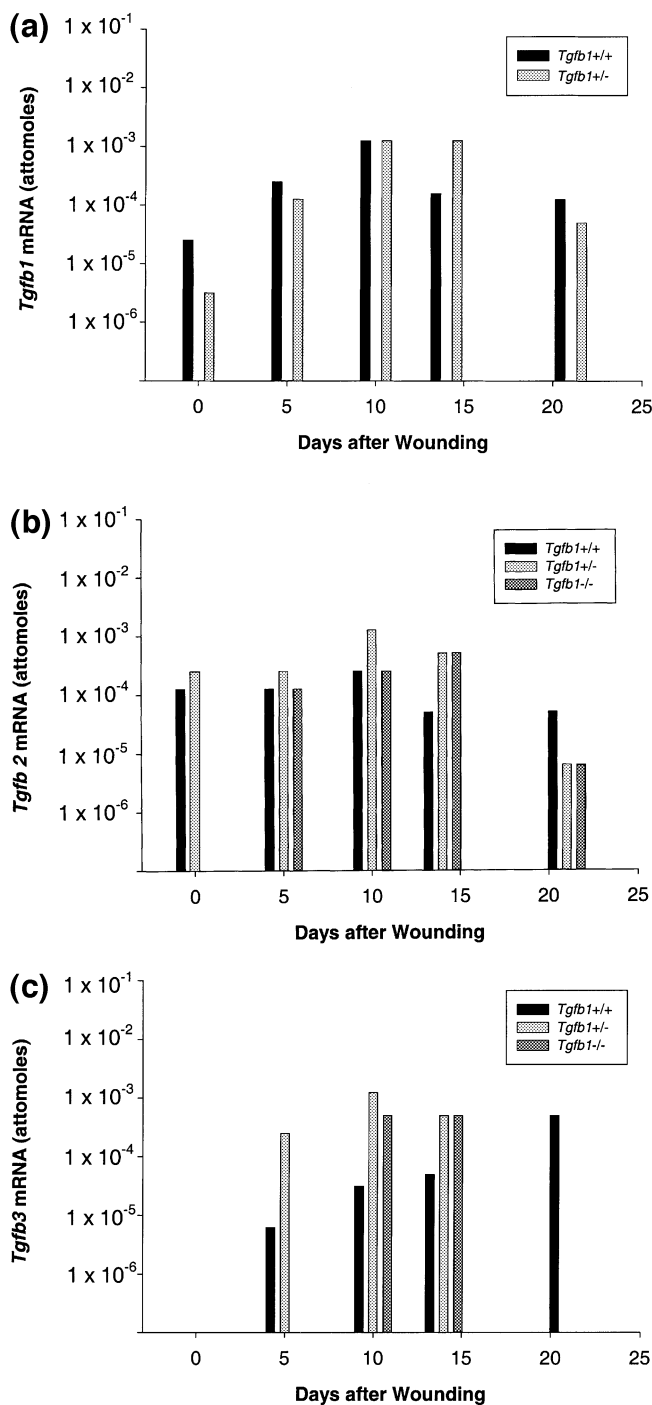 (a)
1 x 10⁻¹
1 x 10⁻²
1 x 10⁻³
1 x 10⁻⁴
1 x 10⁻⁵
1 x 10⁻⁶
Tgfb1 mRNA (attomoles)
Tgfb1+/+
Tgfb1+/-
0 5 10 15 20 25
Days after Wounding
(b)
1 x 10⁻¹
1 x 10⁻²
1 x 10⁻³
1 x 10⁻⁴
1 x 10⁻⁵
1 x 10⁻⁶
Tgfb 2 mRNA (attomoles)
Tgfb1+/+
Tgfb1+/-
Tgfb1-/-
0 5 10 15 20 25
Days after Wounding
(c)
1 x 10⁻¹
1 x 10⁻²
1 x 10⁻³
1 x 10⁻⁴
1 x 10⁻⁵
1 x 10⁻⁶
Tgfb3 mRNA (attomoles)
Tgfb1+/+
Tgfb1+/-
Tgfb1-/-
0 5 10 15 20 25
Days after Wounding